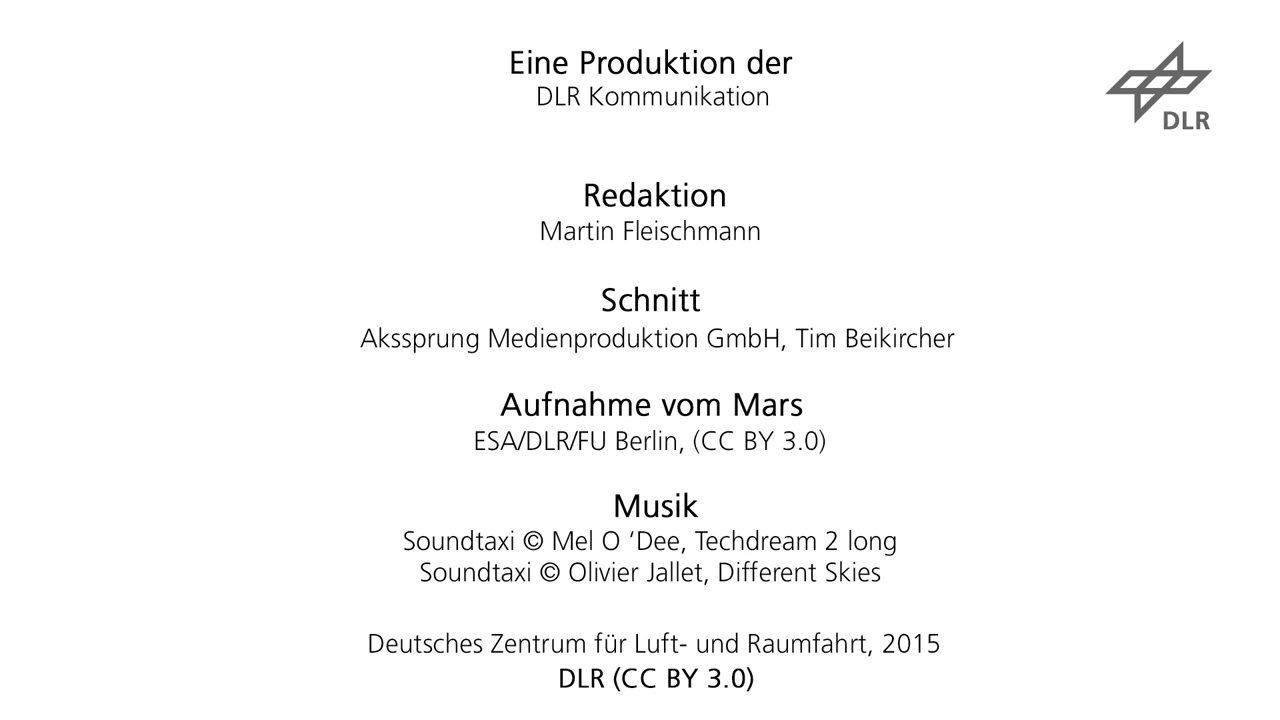 Eine Produktion der
DLR Kommunikation
DLR
Redaktion
Martin Fleischmann
Schnitt
Akssprung Medienproduktion GmbH, Tim Beikircher
Aufnahme vom Mars
ESA/DLR/FU Berlin, (CC BY 3.0)
Musik
Soundtaxi © Mel O ‘Dee, Techdream 2 long
Soundtaxi © Olivier Jallet, Different Skies
Deutsches Zentrum für Luft- und Raumfahrt, 2015
DLR (CC BY 3.0)